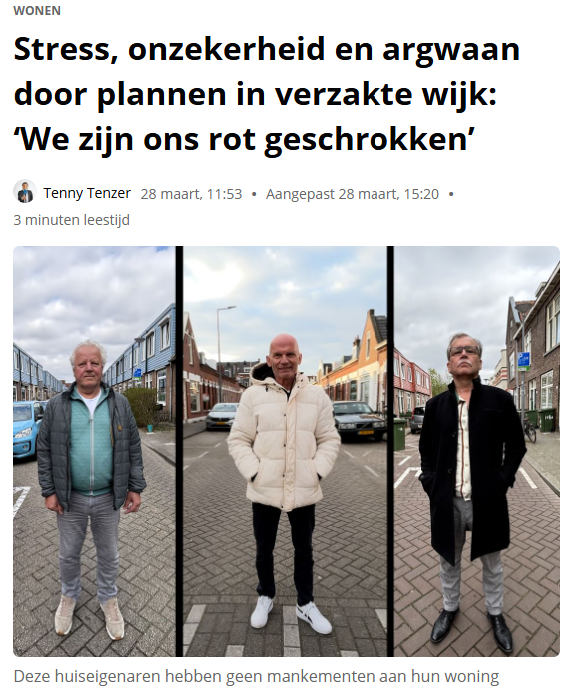 WONEN
Stress, onzekerheid en argwaan
door plannen in verzakte wijk:
‘We zijn ons rot geschrokken’
Tenny Tenzer 28 maart, 11:53 • Aangepast 28 maart, 15:20 •
3 minuten leestijd
Deze huiseigenaren hebben geen mankementen aan hun woning